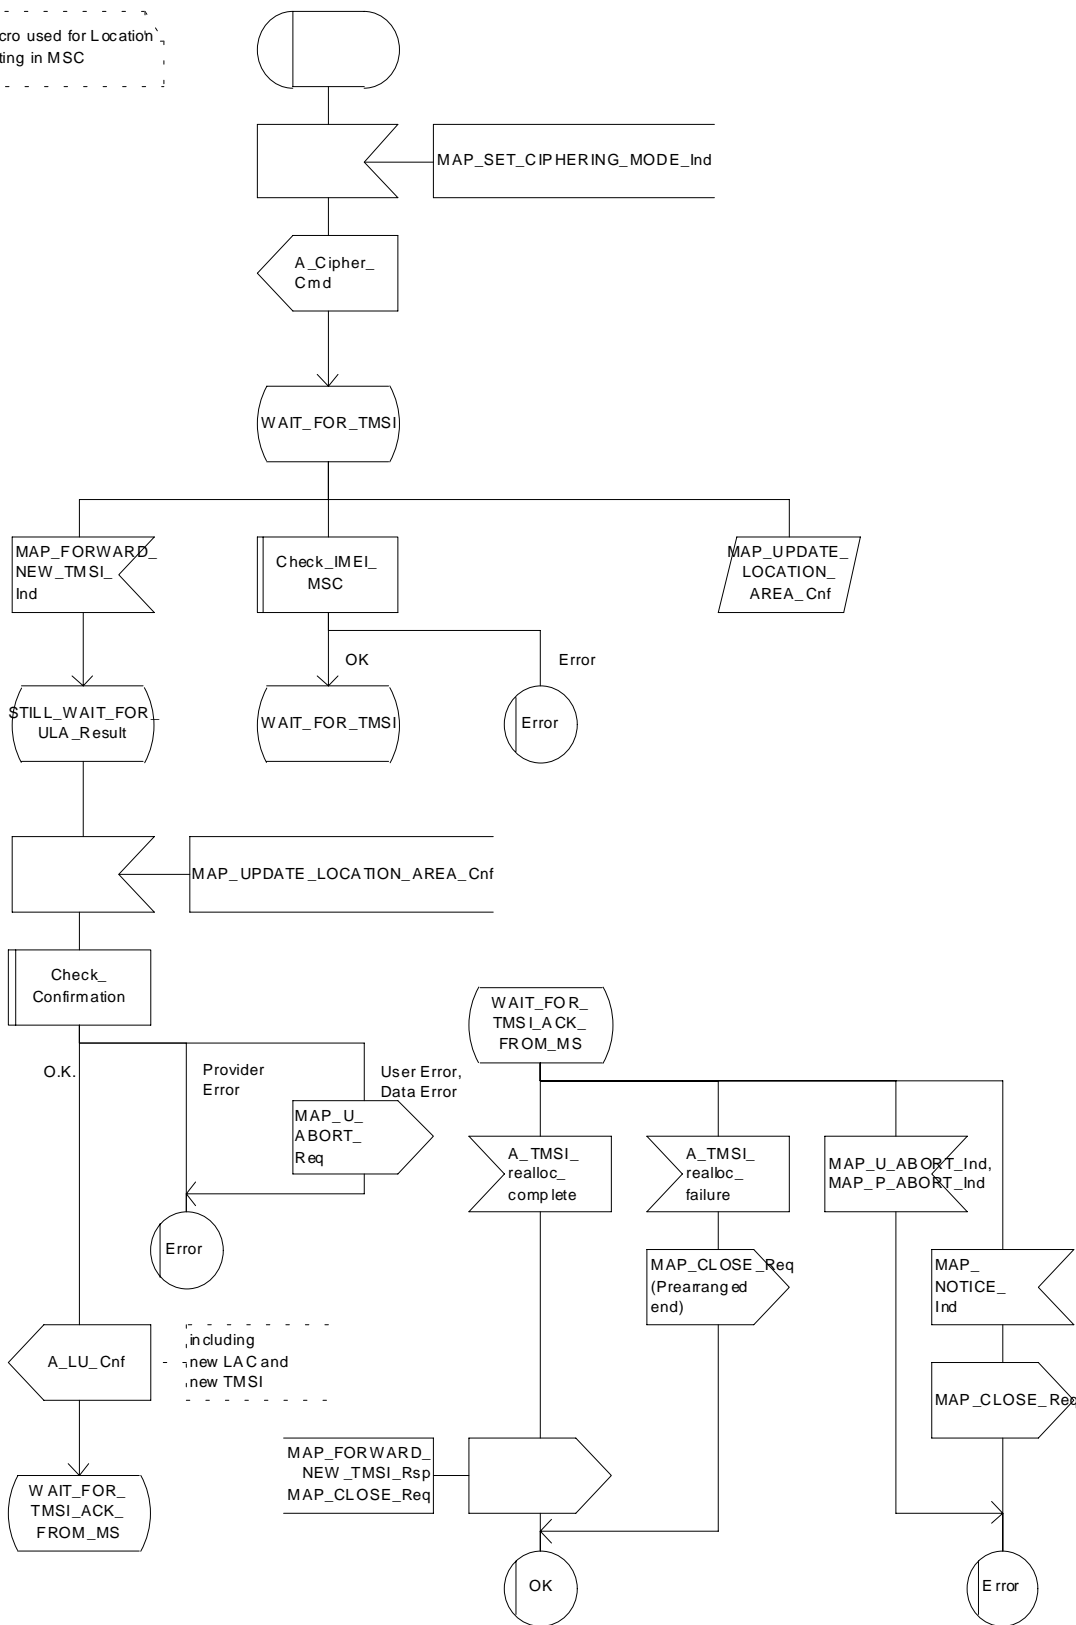 cro used for Location
ting in MSC
MAP_SET_CIPHERING_MODE_Ind
A_Cipher_
Cmd
WAIT_FOR_TMSI
MAP_FORWARD_
NEW_TMSI_
Ind
Check_IMEI_
MSC
MAP_UPDATE_
LOCATION_
AREA_Cnf
OK
Error
STILL_WAIT_FOR_
ULA_Result
WAIT_FOR_TMSI
Error
MAP_UPDATE_LOCATION_AREA_Cnf
Check_
Confirmation
O.K.
Provider
Error
User Error,
Data Error
MAP_U_
ABORT_
Req
Error
A_LU_Cnf
including
new LAC and
new TMSI
WAIT_FOR_
TMSI_ACK_
FROM_MS
WAIT_FOR_
TMSI_ACK_
FROM_MS
A_TMSI_
realloc_
complete
A_TMSI_
realloc_
failure
MAP_U_ABORT_Ind,
MAP_P_ABORT_Ind
MAP_CLOSE_Req
(Prearranged
end)
MAP_
NOTICE_
Ind
MAP_CLOSE_Req
MAP_FORWARD_
NEW_TMSI_Rsp
MAP_CLOSE_Req
OK
Error